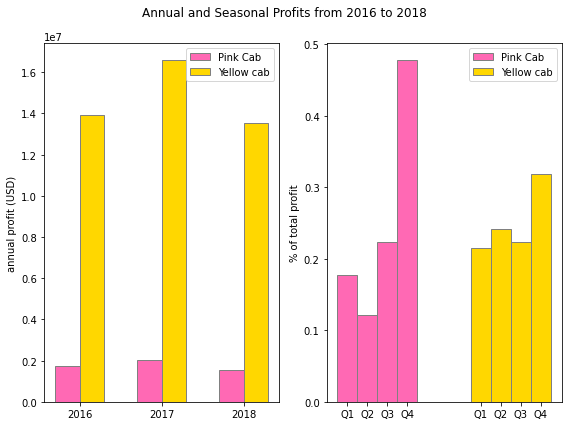 Annual and Seasonal Profits from 2016 to 2018
1e7
annual profit (USD)
1.6
1.4
1.2
1.0
0.8
0.6
0.4
0.2
0.0
2016 2017 2018
Pink Cab
Yellow cab
% of total profit
0.5
0.4
0.3
0.2
0.1
0.0
Q1 Q2 Q3 Q4 Q1 Q2 Q3 Q4
Pink Cab
Yellow cab